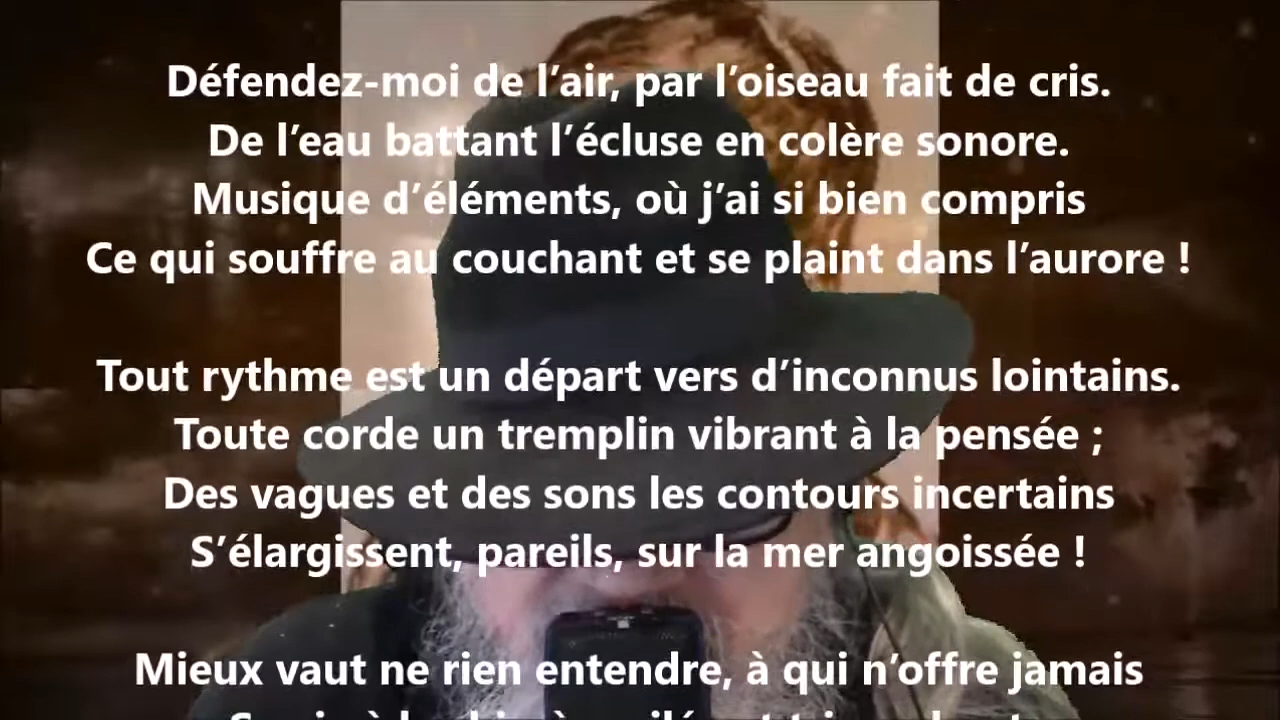 Défendez-moi de l’air, par l’oiseau fait de cris.
De l’eau battant l’écluse en colère sonore.
Musique d’éléments, où j’ai si bien compris
Ce qui souffre au couchant et se plaint dans l’aurore !
Tout rythme est un départ vers d’inconnus lointains.
Toute corde un tremplin vibrant à la pensée ;
Des vagues et des sons les contours incertains
S’élargissent, pareils, sur la mer angoissée !
Mieux vaut ne rien entendre, à qui n’offre jamais